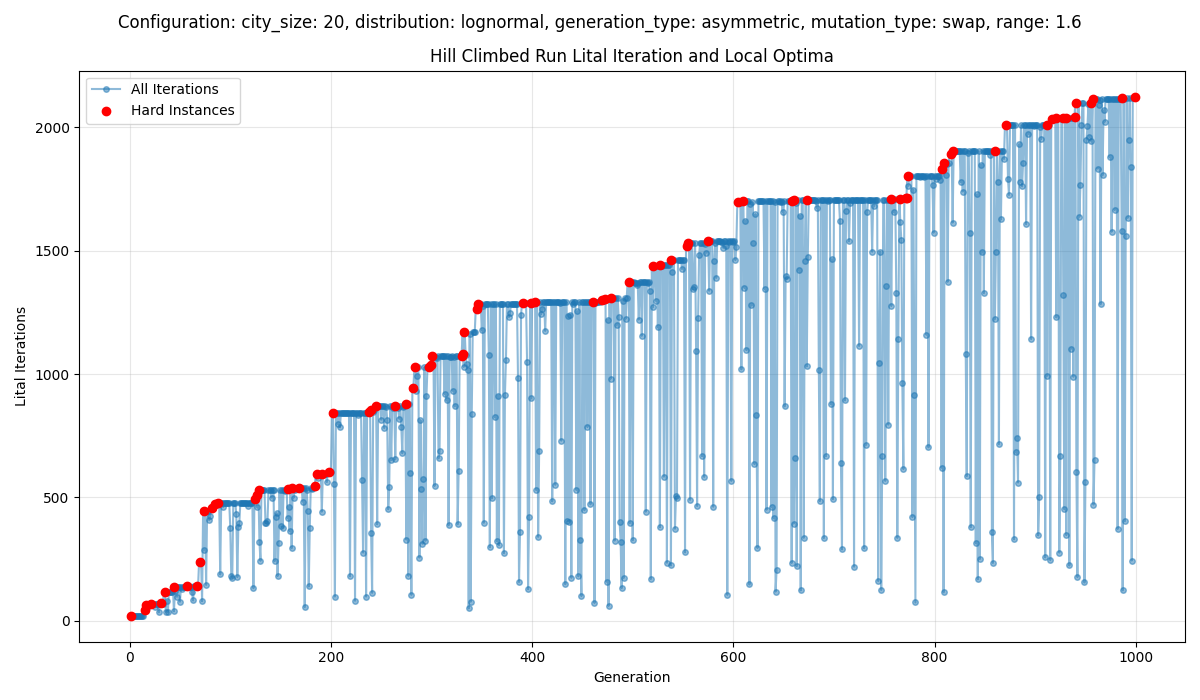 Configuration: city_size: 20, distribution: lognormal, generation_type: asymmetric, mutation_type: swap, range: 1.6
Hill Climbed Run Lital Iteration and Local Optima
All Iterations
Hard Instances
Lital Iterations
2000
1500
1000
500
0
0
200
400
600
800
1000
Generation